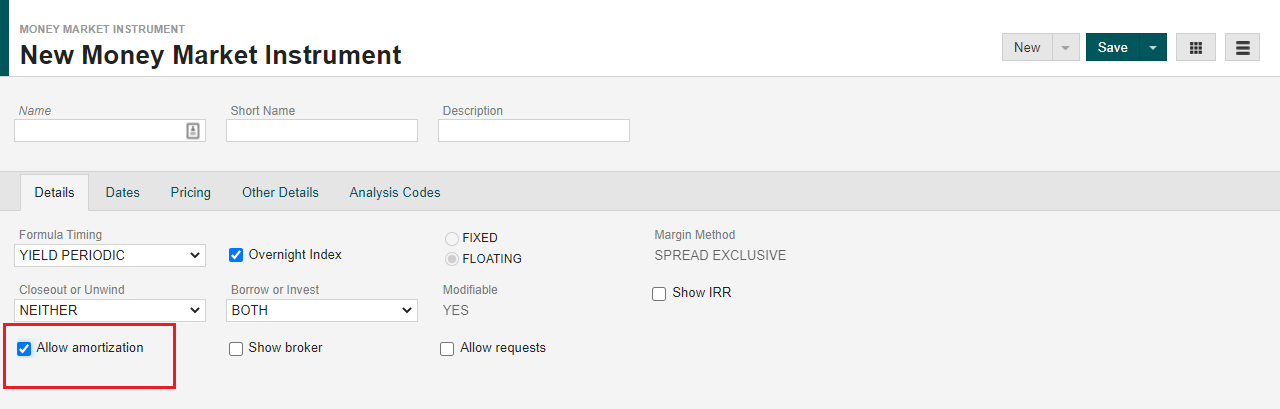 MONEY MARKET INSTRUMENT
New Money Market Instrument
New
Save
Name
Short Name
Description
Details
Dates
Pricing
Other Details
Analysis Codes
Formula Timing
YIELD PERIODIC
Overnight Index
FIXED
FLOATING
Margin Method
SPREAD EXCLUSIVE
Closeout or Unwind
NEITHER
Borrow or Invest
BOTH
Modifiable
YES
Show IRR
Allow amortization
Show broker
Allow requests